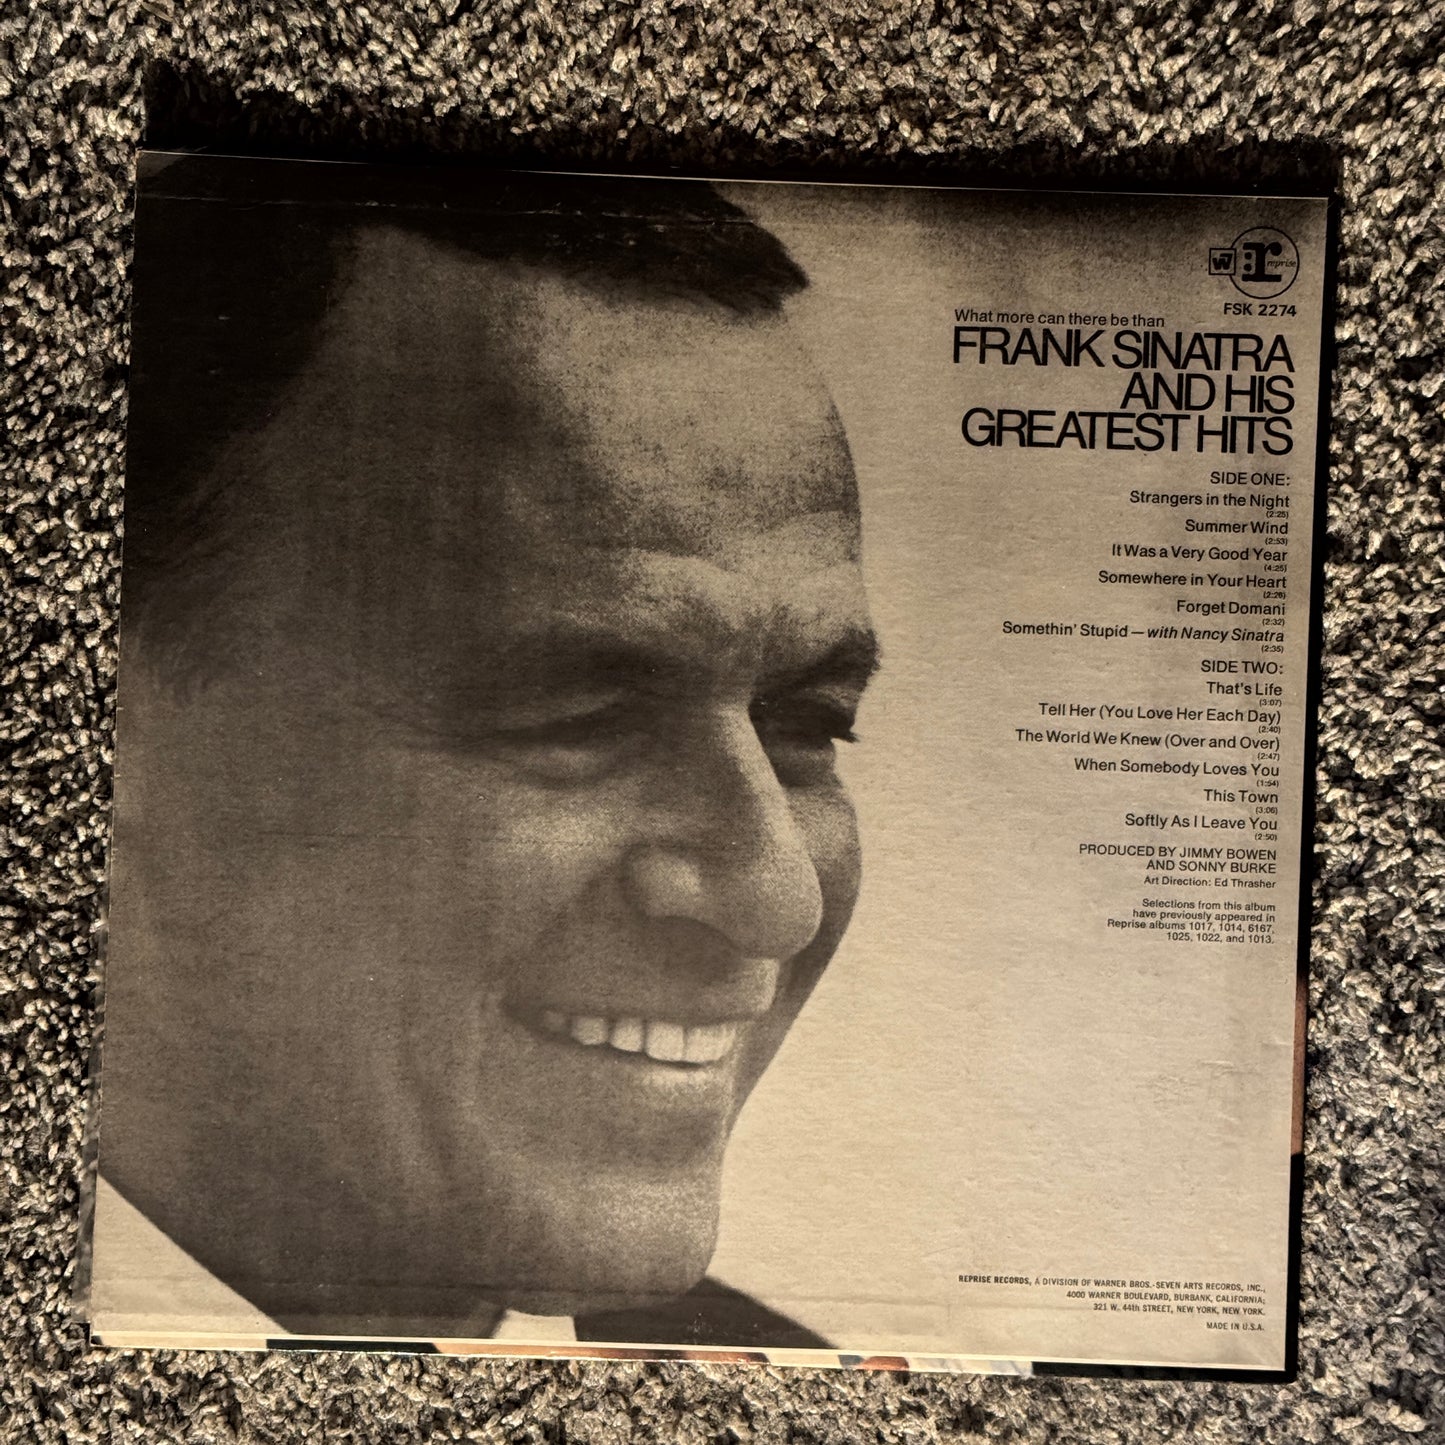 W
r
reprise
FSK 2274
What more can there be than
FRANK SINATRA
AND HIS
GREATEST HITS
SIDE ONE:
Strangers in the Night
(2:25)
Summer Wind
(2:53)
It Was a Very Good Year
(4:25)
Somewhere in Your Heart
(2:26)
Forget Domani
(2:32)
Somethin' Stupid — with Nancy Sinatra
(2:35)
SIDE TWO:
That's Life
(3:07)
Tell Her (You Love Her Each Day)
(2:40)
The World We Knew (Over and Over)
(2:47)
When Somebody Loves You
(1:54)
This Town
(3:06)
Softly As I Leave You
(2:50)
PRODUCED BY JIMMY BOWEN
AND SONNY BURKE
Art Direction: Ed Thrasher
Selections from this album
have previously appeared in
Reprise albums 1017, 1014, 6167,
1025, 1022, and 1013.
REPRISE RECORDS, A DIVISION OF WARNER BROS.-SEVEN ARTS RECORDS, INC.,
4000 WARNER BOULEVARD, BURBANK, CALIFORNIA;
321 W. 44th STREET, NEW YORK, NEW YORK.
MADE IN U.S.A.